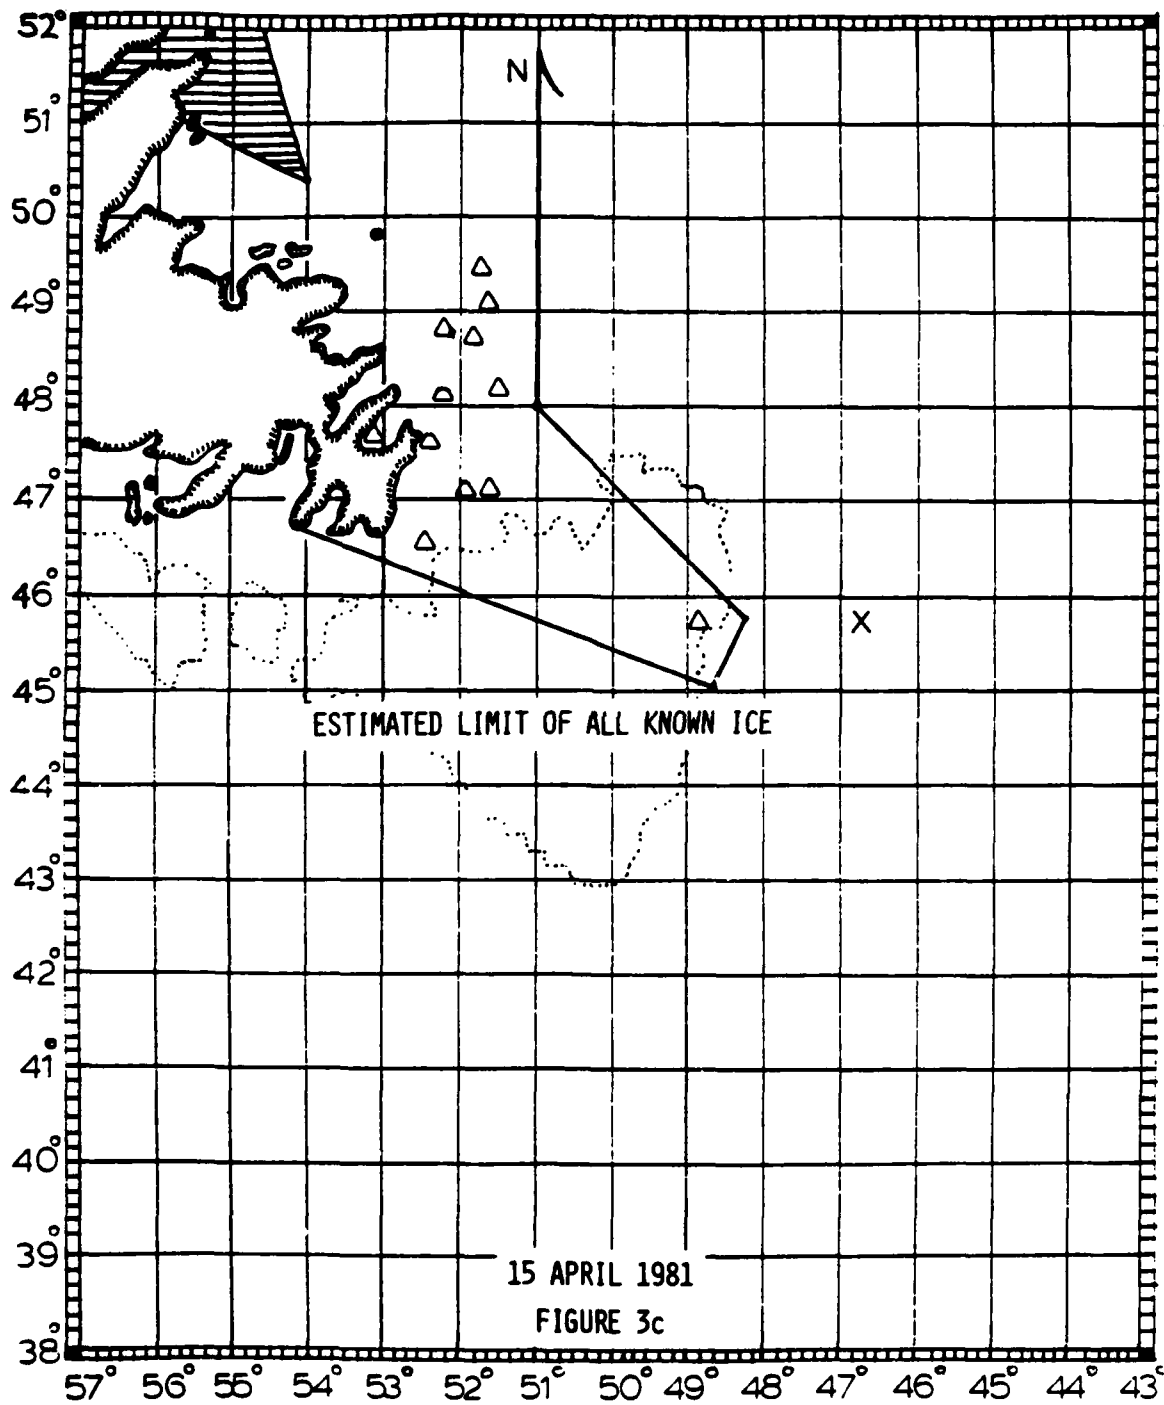 52°
N
51°
50°
49°
48°
47°
46°
X
45°
ESTIMATED LIMIT OF ALL KNOWN ICE
44°
43°
42°
41°
40°
39°
15 APRIL 1981
FIGURE 3c
38°
57° 56° 55° 54° 53° 52° 51° 50° 49° 48° 47° 46° 45° 44° 43°